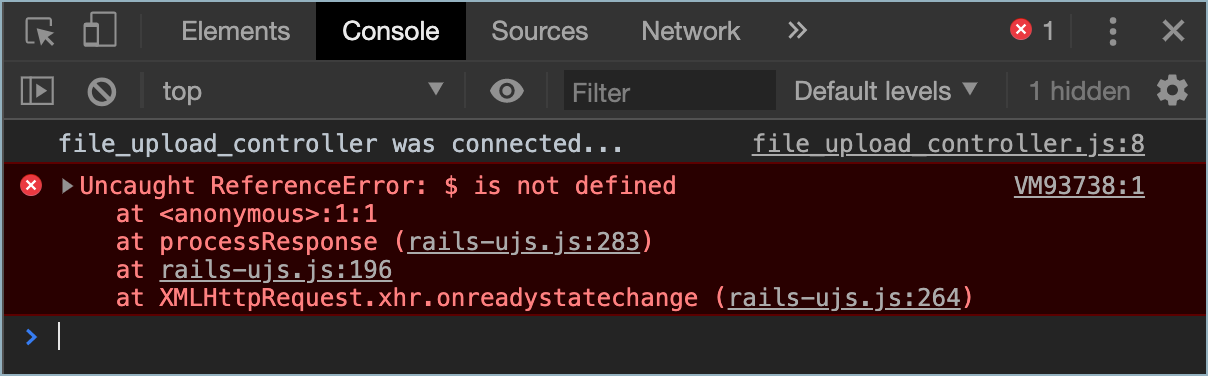 Elements Console Sources Network » 1
top Filter Default levels 1 hidden
file_upload_controller was connected... file_upload_controller.js:8
Uncaught ReferenceError: $ is not defined VM93738:1
at <anonymous>:1:1
at processResponse (rails-ujs.js:283)
at rails-ujs.js:196
at XMLHttpRequest.xhr.onreadystatechange (rails-ujs.js:264)